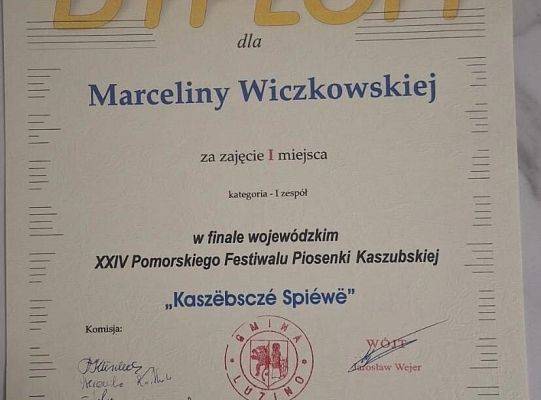 DYPLOM
dla
Marceliny Wiczkowskiej
za zajęcie I miejsca
kategoria - I zespół
w finale wojewódzkim
XXIV Pomorskiego Festiwalu Piosenki Kaszubskiej
„Kaszëbsczé Spiéwë”
Komisja:
GMINA
LUZINO
WÓJT
Jarosław Wejer